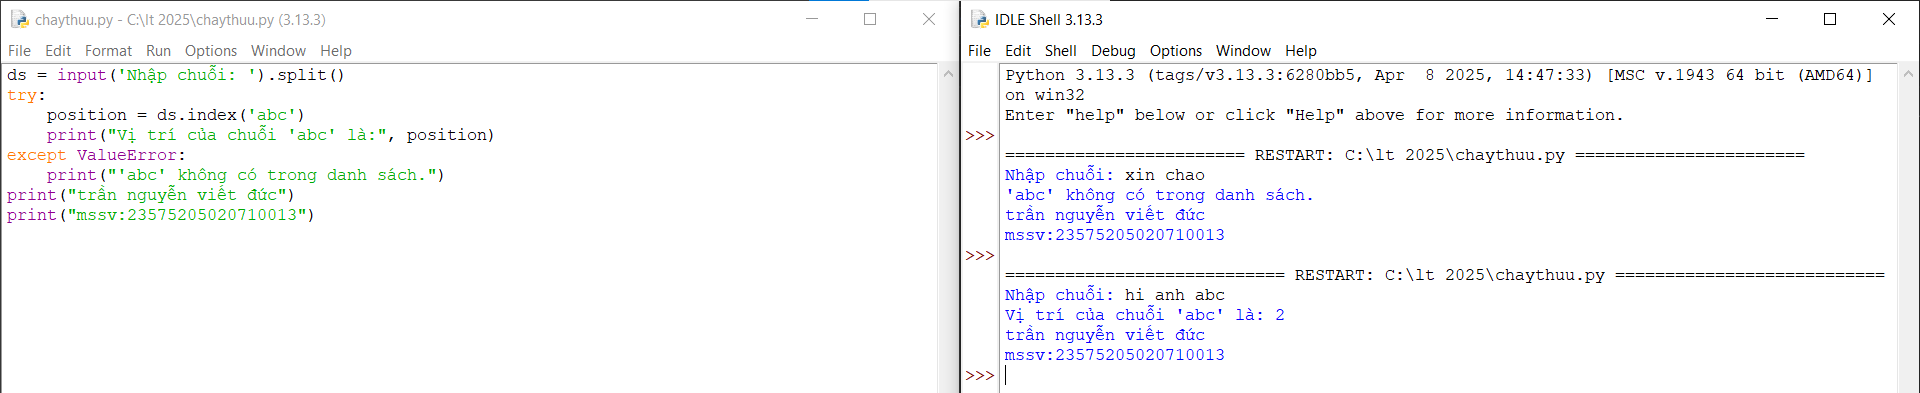 chaythuu.py - C:\lt 2025\chaythuu.py (3.13.3)
File Edit Format Run Options Window Help
ds = input('Nhập chuỗi: ').split()
try:
    position = ds.index('abc')
    print("Vị trí của chuỗi 'abc' là:", position)
except ValueError:
    print("'abc' không có trong danh sách.")
print("trần nguyễn viết đức")
print("mssv:23575205020710013")
IDLE Shell 3.13.3
File Edit Shell Debug Options Window Help
Python 3.13.3 (tags/v3.13.3:6280bb5, Apr  8 2025, 14:47:33) [MSC v.1943 64 bit (AMD64)]
on win32
Enter "help" below or click "Help" above for more information.
>>>
======================== RESTART: C:\lt 2025\chaythuu.py =======================
Nhập chuỗi: xin chao
'abc' không có trong danh sách.
trần nguyễn viết đức
mssv:23575205020710013
>>>
============================ RESTART: C:\lt 2025\chaythuu.py ===========================
Nhập chuỗi: hi anh abc
Vị trí của chuỗi 'abc' là: 2
trần nguyễn viết đức
mssv:23575205020710013
>>>